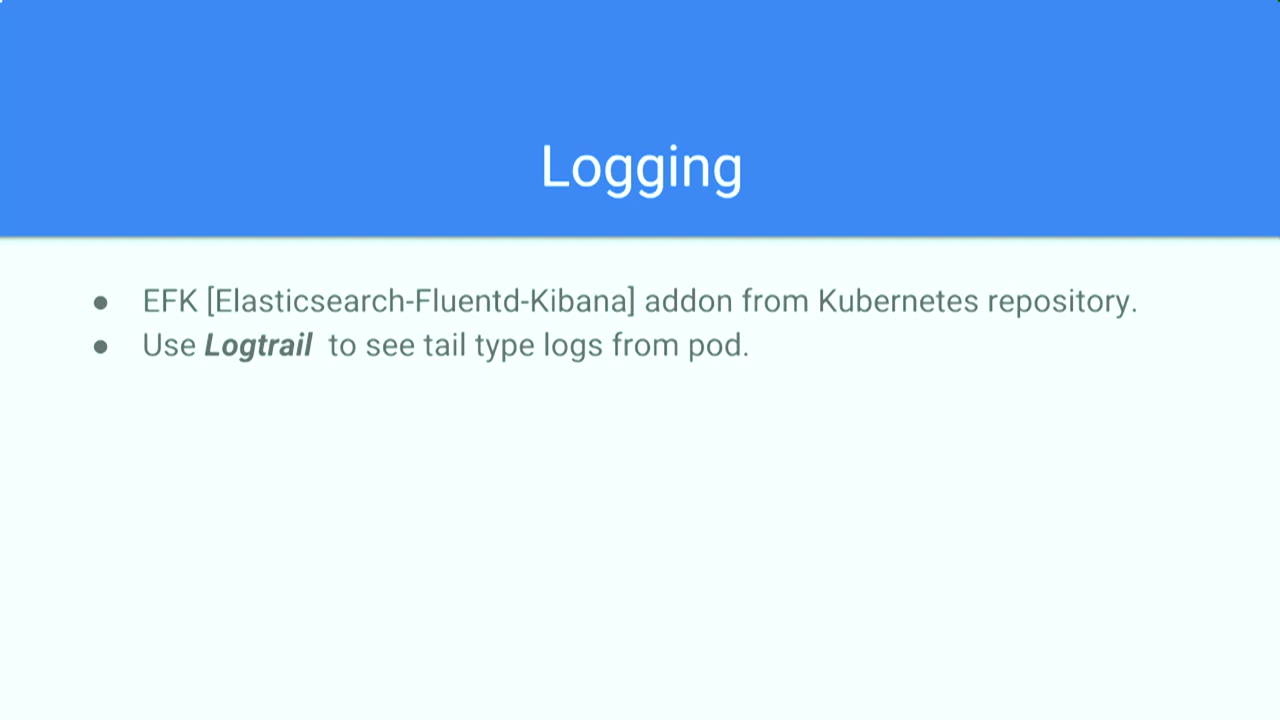 Logging
● EFK [Elasticsearch-Fluentd-Kibana] addon from Kubernetes repository.
● Use Logtrail to see tail type logs from pod.